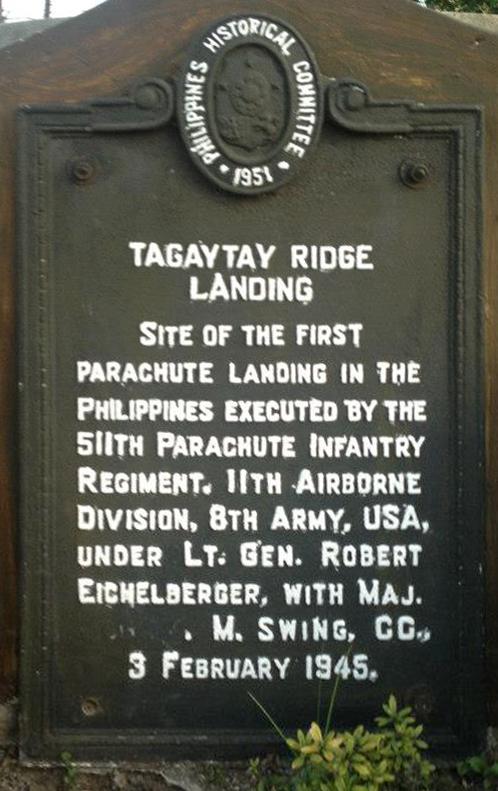 PHILIPPINES HISTORICAL COMMITTEE
★ 1951 ★
TAGAYTAY RIDGE
LANDING
SITE OF THE FIRST
PARACHUTE LANDING IN THE
PHILIPPINES EXECUTED BY THE
511TH PARACHUTE INFANTRY
REGIMENT. 11TH AIRBORNE
DIVISION, 8TH ARMY, USA,
UNDER LT. GEN. ROBERT
EICHELBERGER, WITH MAJ.
. M. SWING, CG.,
3 FEBRUARY 1945.